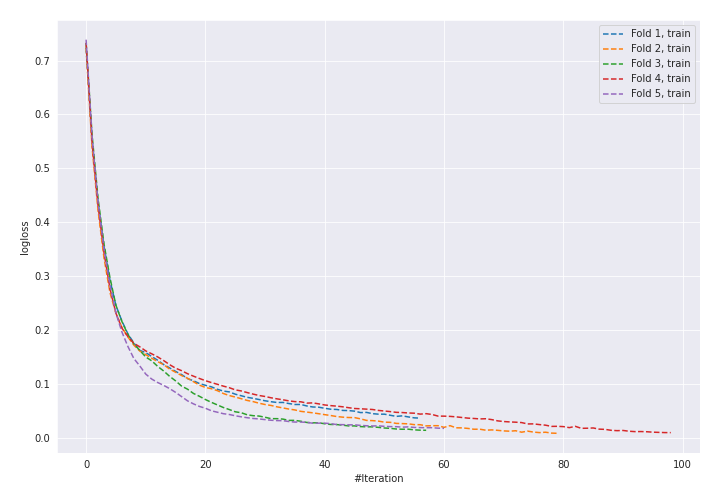 Fold 1, train
Fold 2, train
Fold 3, train
Fold 4, train
Fold 5, train
0.7
0.6
0.5
0.4
0.3
0.2
0.1
0.0
logloss
0
20
40
60
80
100
#Iteration